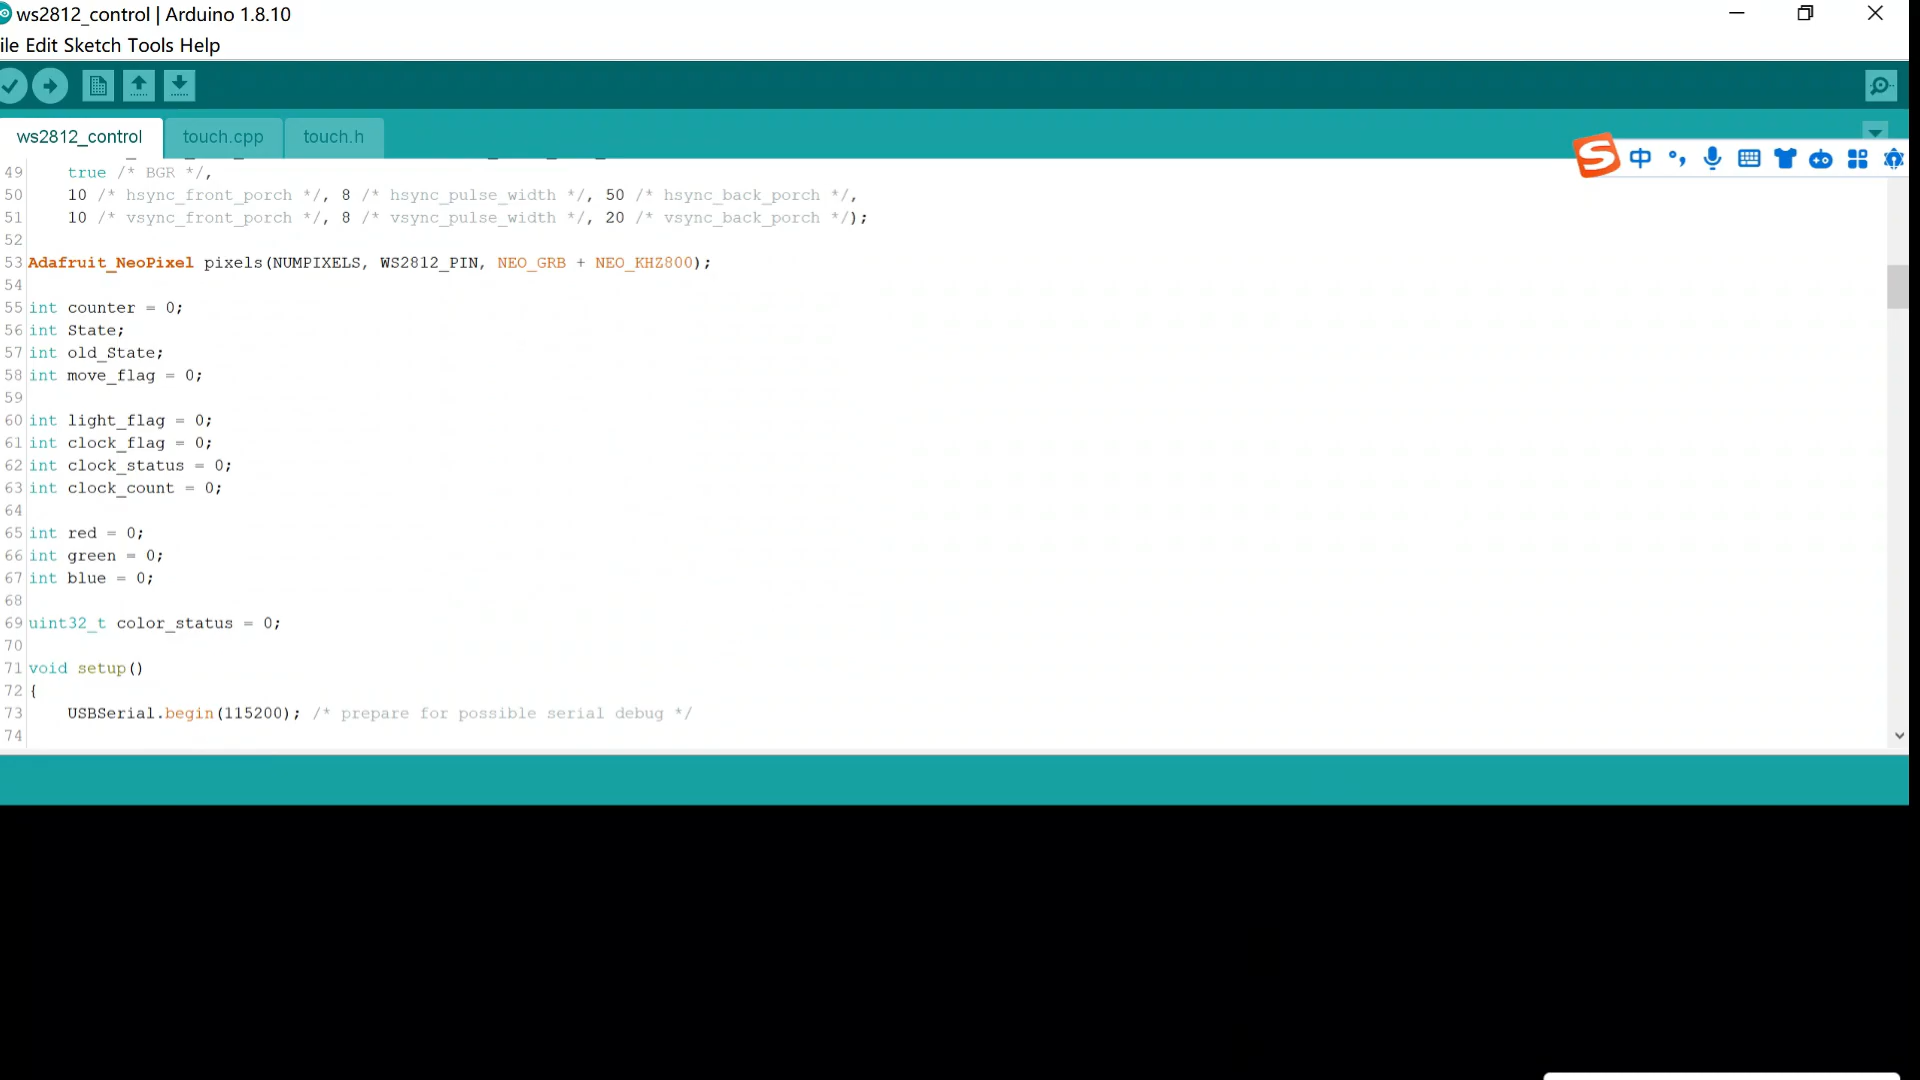 ws2812_control | Arduino 1.8.10
ile Edit Sketch Tools Help
ws2812_control touch.cpp touch.h
中
49 true /* BGR */,
50 10 /* hsync_front_porch */, 8 /* hsync_pulse_width */, 50 /* hsync_back_porch */,
51 10 /* vsync_front_porch */, 8 /* vsync_pulse_width */, 20 /* vsync_back_porch */);
52
53 Adafruit_NeoPixel pixels(NUMPIXELS, WS2812_PIN, NEO_GRB + NEO_KHZ800);
54
55 int counter = 0;
56 int State;
57 int old_State;
58 int move_flag = 0;
59
60 int light_flag = 0;
61 int clock_flag = 0;
62 int clock_status = 0;
63 int clock_count = 0;
64
65 int red = 0;
66 int green = 0;
67 int blue = 0;
68
69 uint32_t color_status = 0;
70
71 void setup()
72 {
73 USBSerial.begin(115200); /* prepare for possible serial debug */
74